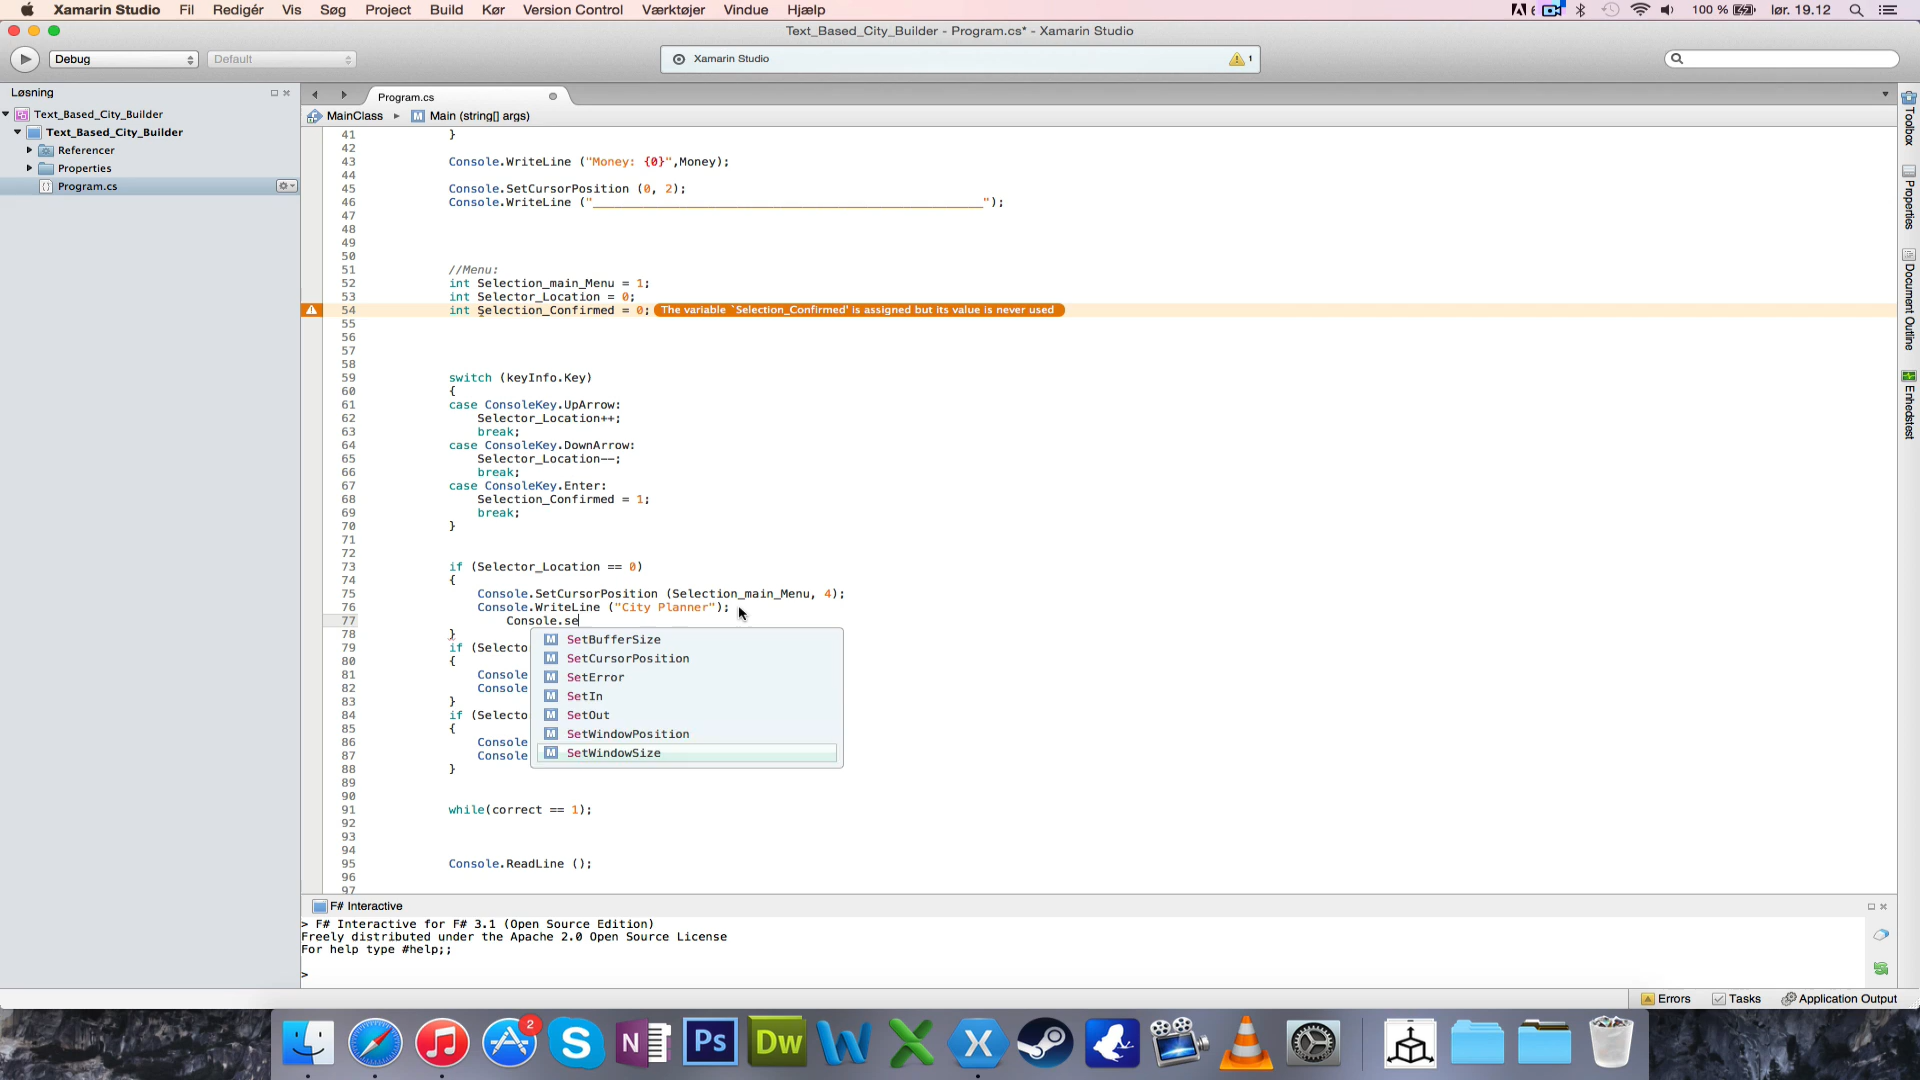 Xamarin Studio Fil Redigér Vis Søg Project Build Kør Version Control Værktøjer Vindue Hjælp 6 100 % lør. 19.12
Text_Based_City_Builder - Program.cs* - Xamarin Studio
Debug Default Xamarin Studio 1
Løsning
Text_Based_City_Builder
Text_Based_City_Builder
Referencer
Properties
Program.cs
Program.cs
MainClass ▸ M Main (string[] args)
41 }
42
43 Console.WriteLine ("Money: {0}",Money);
44
45 Console.SetCursorPosition (0, 2);
46 Console.WriteLine ("______________________________________________________");
47
48
49
50
51 //Menu:
52 int Selection_main_Menu = 1;
53 int Selector_Location = 0;
54 int Selection_Confirmed = 0; The variable `Selection_Confirmed' is assigned but its value is never used
55
56
57
58
59 switch (keyInfo.Key)
60 {
61 case ConsoleKey.UpArrow:
62 Selector_Location++;
63 break;
64 case ConsoleKey.DownArrow:
65 Selector_Location--;
66 break;
67 case ConsoleKey.Enter:
68 Selection_Confirmed = 1;
69 break;
70 }
71
72
73 if (Selector_Location == 0)
74 {
75 Console.SetCursorPosition (Selection_main_Menu, 4);
76 Console.WriteLine ("City Planner");
77 Console.se
78 }
79 if (Selecto
80 {
81 Console
82 Console
83 }
84 if (Selecto
85 {
86 Console
87 Console
88 }
89
90
91 while(correct == 1);
92
93
94
95 Console.ReadLine ();
96
97
M SetBufferSize
M SetCursorPosition
M SetError
M SetIn
M SetOut
M SetWindowPosition
M SetWindowSize
Toolbox
Properties
Document Outline
Enhedstest
F# Interactive
> F# Interactive for F# 3.1 (Open Source Edition)
Freely distributed under the Apache 2.0 Open Source License
For help type #help;;
>
Errors Tasks Application Output
2
S N Ps Dw W X X